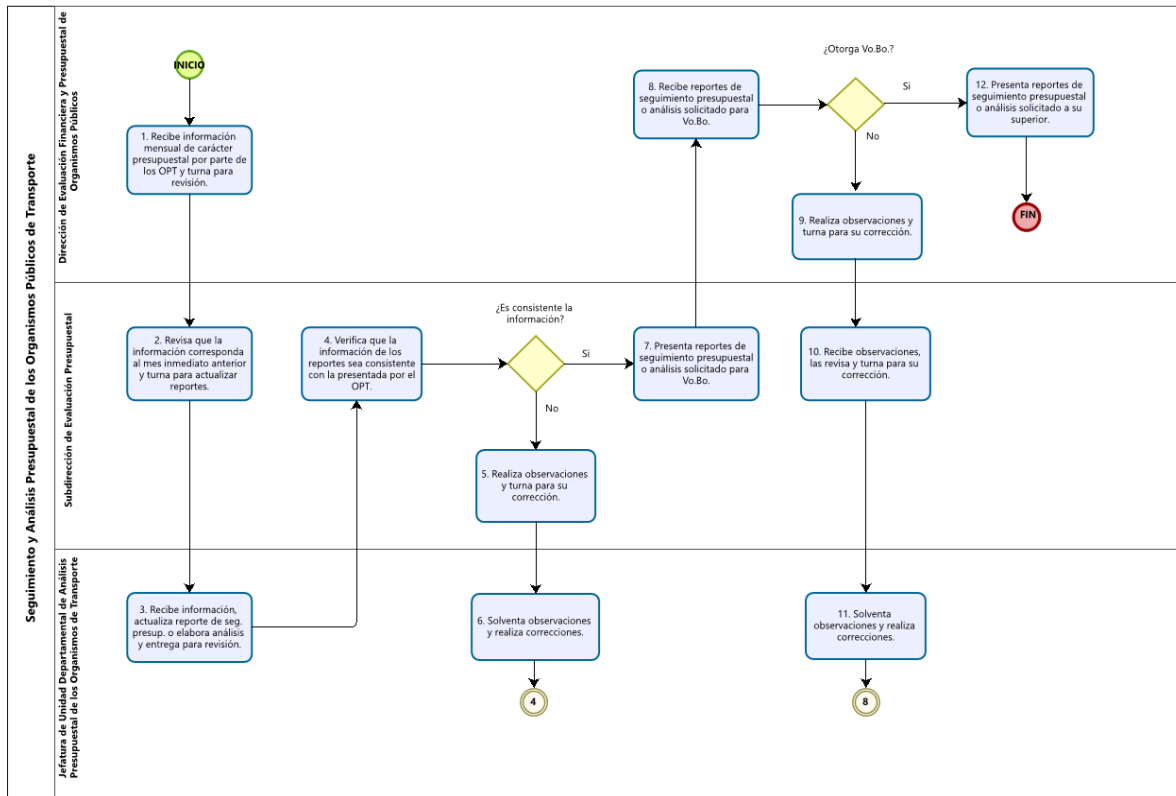 Seguimiento y Análisis Presupuestal de los Organismos Públicos de Transporte
Dirección de Evaluación Financiera y Presupuestal de
Organismos Públicos
INICIO
1. Recibe información
mensual de carácter
presupuestal por parte de
los OPT y turna para
revisión.
8. Recibe reportes de
seguimiento presupuestal
o análisis solicitado para
Vo.Bo.
¿Otorga Vo.Bo.?
Si
No
12. Presenta reportes de
seguimiento presupuestal
o análisis solicitado a su
superior.
FIN
9. Realiza observaciones y
turna para su corrección.
Subdirección de Evaluación Presupuestal
2. Revisa que la
información corresponda
al mes inmediato anterior
y turna para actualizar
reportes.
4. Verifica que la
información de los
reportes sea consistente
con la presentada por el
OPT.
¿Es consistente la
información?
Si
No
7. Presenta reportes de
seguimiento presupuestal
o análisis solicitado para
Vo.Bo.
10. Recibe observaciones,
las revisa y turna para su
corrección.
5. Realiza observaciones
y turna para su
corrección.
Jefatura de Unidad Departamental de Análisis
Presupuestal de los Organismos de Transporte
3. Recibe información,
actualiza reporte de seg.
presup. o elabora análisis
y entrega para revisión.
6. Solventa observaciones
y realiza correcciones.
4
11. Solventa
observaciones y realiza
correcciones.
8